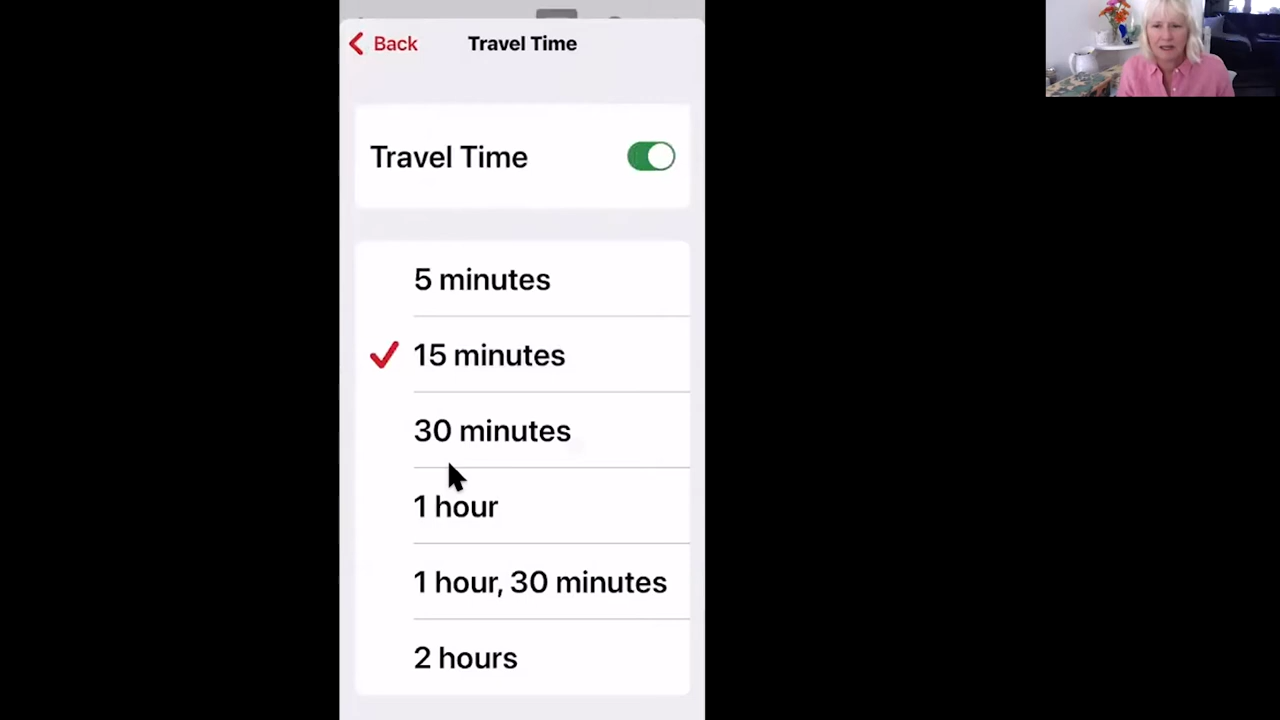 Back
Travel Time
Travel Time
5 minutes
15 minutes
30 minutes
1 hour
1 hour, 30 minutes
2 hours